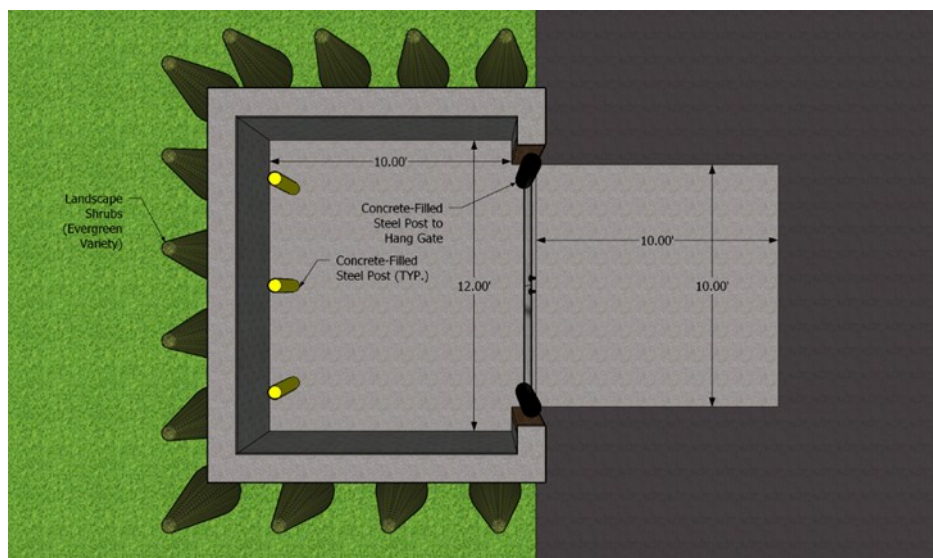 10.00'
Landscape
Shrubs
(Evergreen
Variety)
Concrete-Filled
Steel Post to
Hang Gate
Concrete-Filled
Steel Post (TYP.)
12.00'
10.00'
10.00'